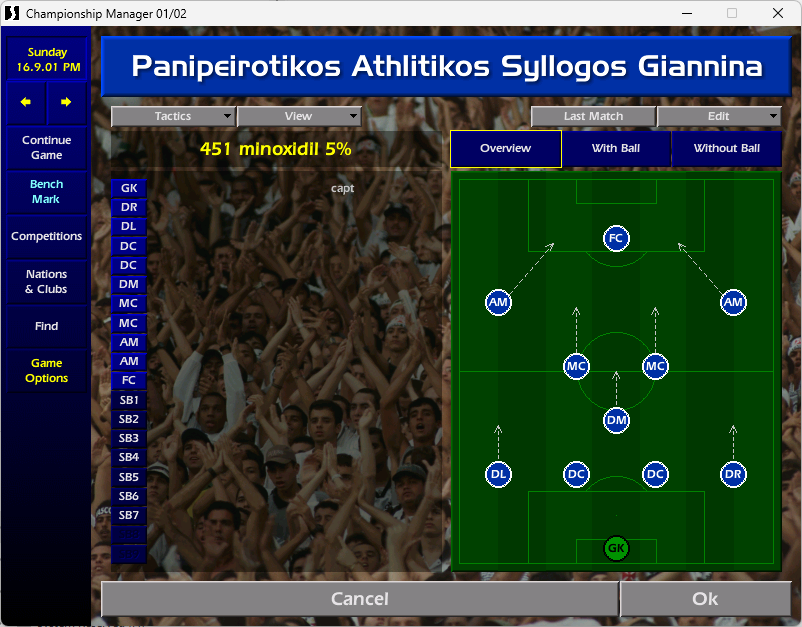 Championship Manager 01/02
Sunday
16.9.01 PM
Panipeirotikos Athlitikos Syllogos Giannina
Tactics
View
Last Match
Edit
Continue
Game
Bench
Mark
Competitions
Nations
& Clubs
Find
Game
Options
451 minoxidil 5%
Overview
With Ball
Without Ball
GK
capt
DR
DL
DC
DC
DM
MC
MC
AM
AM
FC
SB1
SB2
SB3
SB4
SB5
SB6
SB7
FC
AM
AM
MC
MC
DM
DL
DC
DC
DR
GK
Cancel
Ok